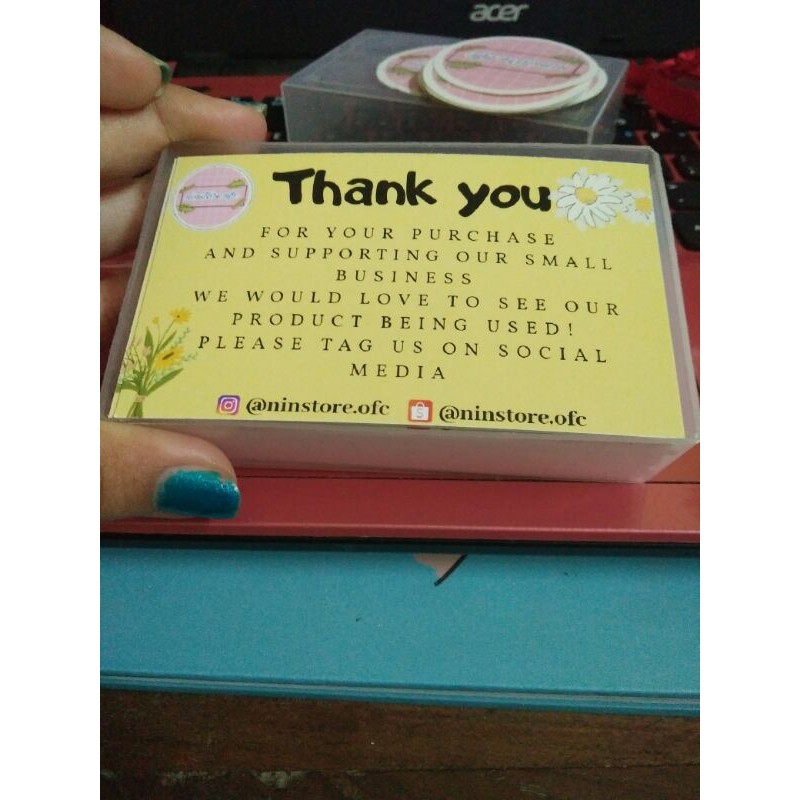 acer
Thank you
FOR YOUR PURCHASE
AND SUPPORTING OUR SMALL
BUSINESS
WE WOULD LOVE TO SEE OUR
PRODUCT BEING USED!
PLEASE TAG US ON SOCIAL
MEDIA
@ninstore.ofc @ninstore.ofc